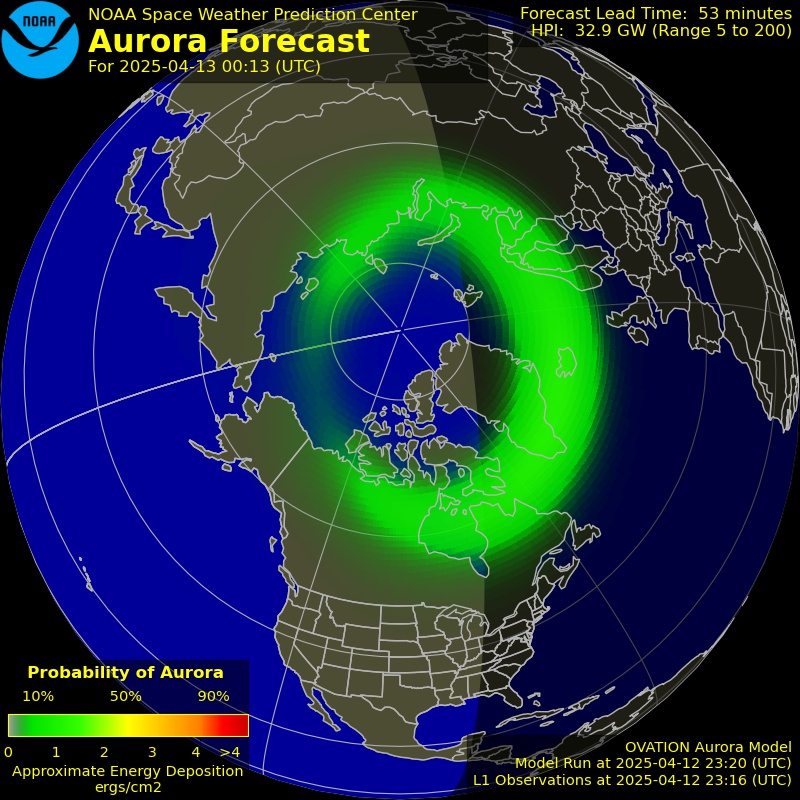 NOAA
NOAA Space Weather Prediction Center
Aurora Forecast
For 2025-04-13 00:13 (UTC)
Forecast Lead Time: 53 minutes
HPI: 32.9 GW (Range 5 to 200)
Probability of Aurora
10% 50% 90%
0 1 2 3 4 >4
Approximate Energy Deposition
ergs/cm2
OVATION Aurora Model
Model Run at 2025-04-12 23:20 (UTC)
L1 Observations at 2025-04-12 23:16 (UTC)